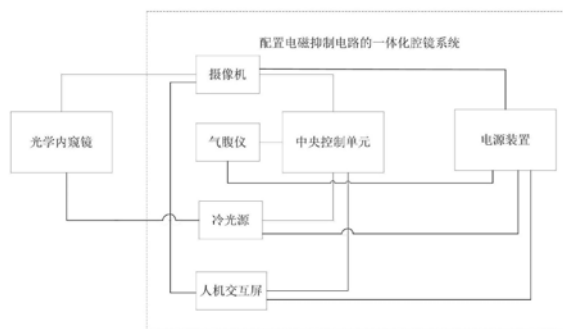 配置电磁抑制电路的一体化腔镜系统
摄像机
光学内窥镜
气腹仪
中央控制单元
电源装置
冷光源
人机交互屏